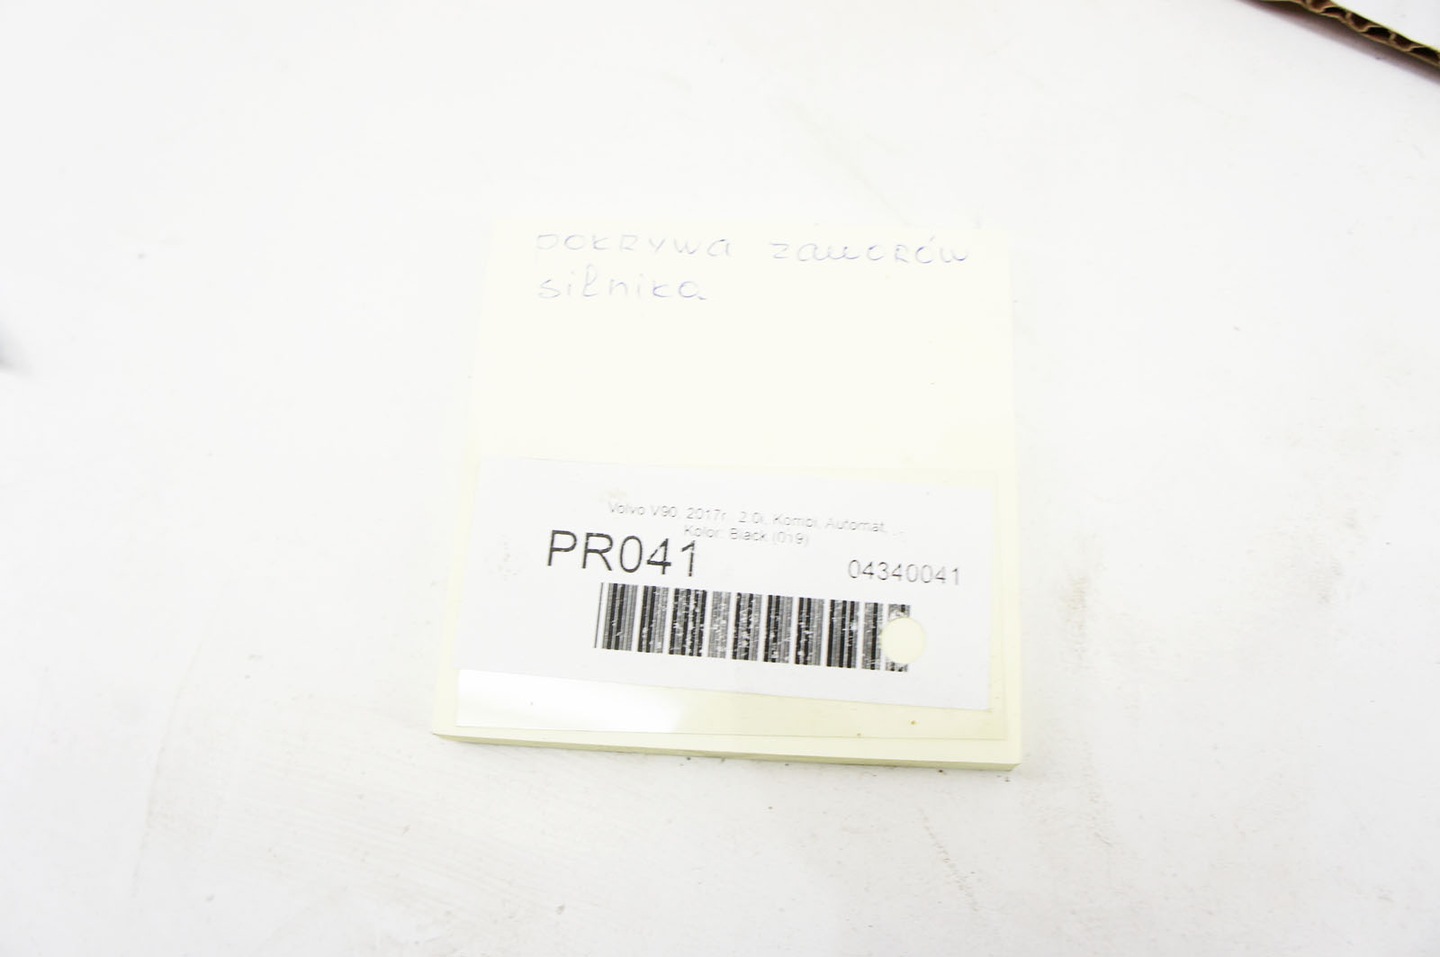 POKRYWA ZAWORÓW
silnika
Volvo V90, 2017r., 2.0i, Kombi, Automat, ...
Kolor: Black (019)
PR041
04340041